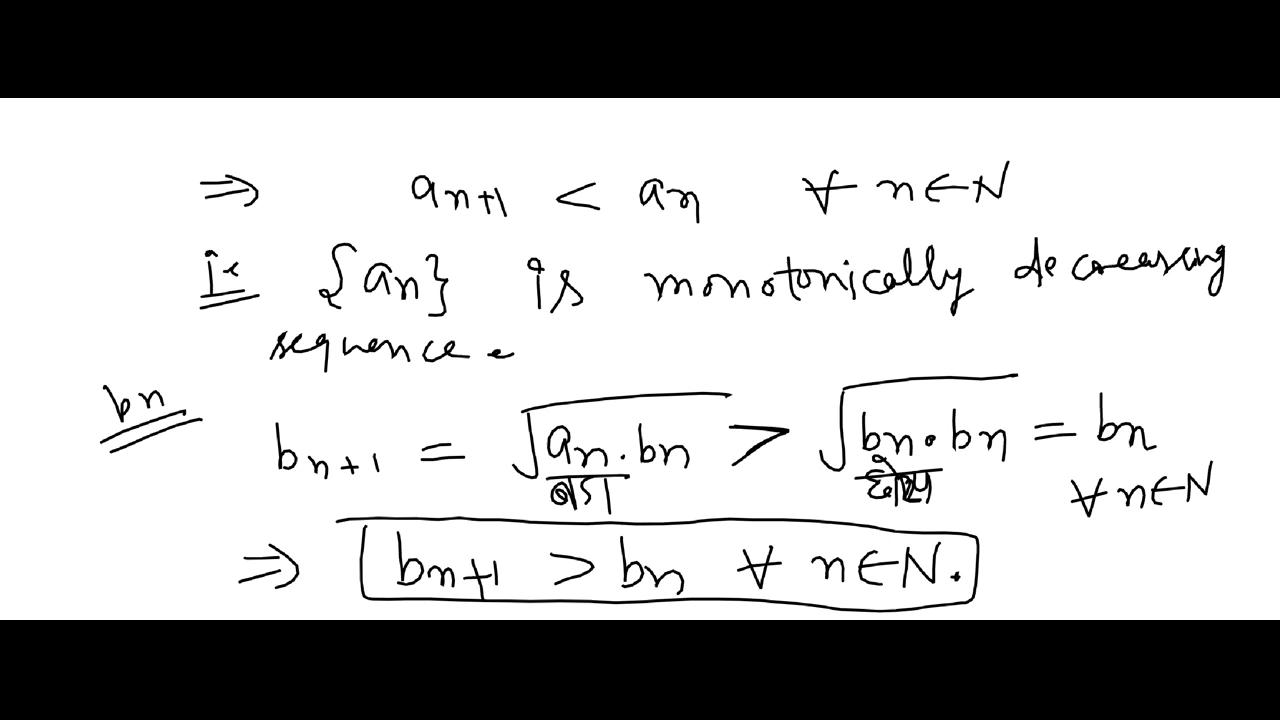 ⇒ aₙ₊₁ < aₙ ∀ n∈N
ie {aₙ} is monotonically decreasing
sequence.
bₙ
bₙ₊₁ = √(aₙ·bₙ) > √(bₙ·bₙ) = bₙ
बड़ा
∀ n∈N
⇒ bₙ₊₁ > bₙ ∀ n∈N.